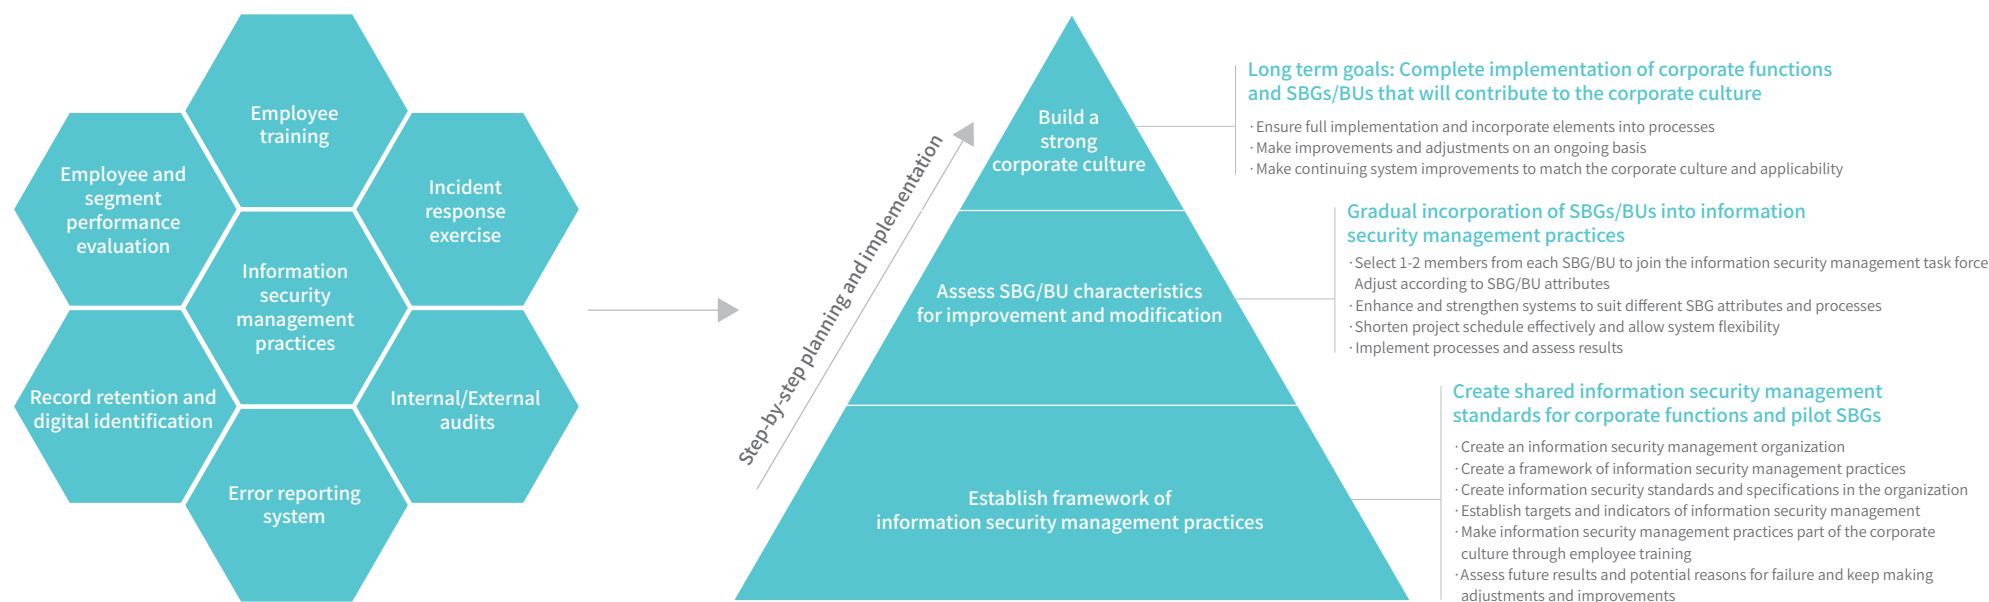 Employee
training
Employee and
segment
performance
evaluation
Incident
response
exercise
Information
security
management
practices
Record retention and
digital identification
Internal/External
audits
Error reporting
system
Step-by-step planning and implementation
Build a
strong
corporate culture
Assess SBG/BU characteristics
for improvement and modification
Establish framework of
information security management practices
Long term goals: Complete implementation of corporate functions
and SBGs/BUs that will contribute to the corporate culture
· Ensure full implementation and incorporate elements into processes
· Make improvements and adjustments on an ongoing basis
· Make continuing system improvements to match the corporate culture and applicability
Gradual incorporation of SBGs/BUs into information
security management practices
· Select 1-2 members from each SBG/BU to join the information security management task force
Adjust according to SBG/BU attributes
· Enhance and strengthen systems to suit different SBG attributes and processes
· Shorten project schedule effectively and allow system flexibility
· Implement processes and assess results
Create shared information security management
standards for corporate functions and pilot SBGs
· Create an information security management organization
· Create a framework of information security management practices
· Create information security standards and specifications in the organization
· Establish targets and indicators of information security management
· Make information security management practices part of the corporate
culture through employee training
· Assess future results and potential reasons for failure and keep making
adjustments and improvements